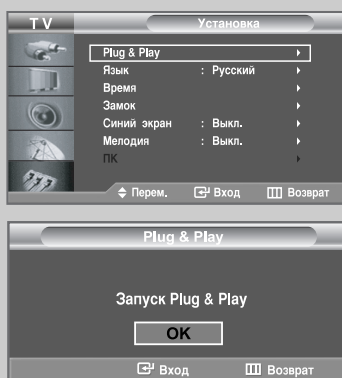 TV Установка
Plug & Play
Язык : Русский
Время
Замок
Синий экран : Выкл.
Мелодия : Выкл.
ПК
Перем. Вход Возврат
Plug & Play
Запуск Plug & Play
OK
Вход Возврат